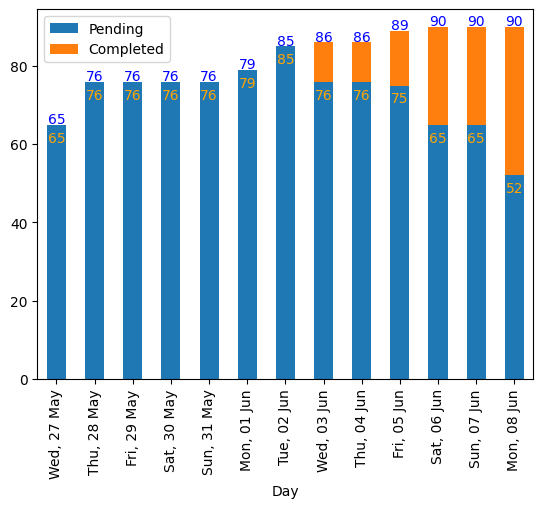 Pending
Completed
65 76 76 76 76 79 85 86 86 89 90 90 90
65 76 76 76 76 79 85 76 76 75 65 65 52
80
60
40
20
0
Wed, 27 May
Thu, 28 May
Fri, 29 May
Sat, 30 May
Sun, 31 May
Mon, 01 Jun
Tue, 02 Jun
Wed, 03 Jun
Thu, 04 Jun
Fri, 05 Jun
Sat, 06 Jun
Sun, 07 Jun
Mon, 08 Jun
Day